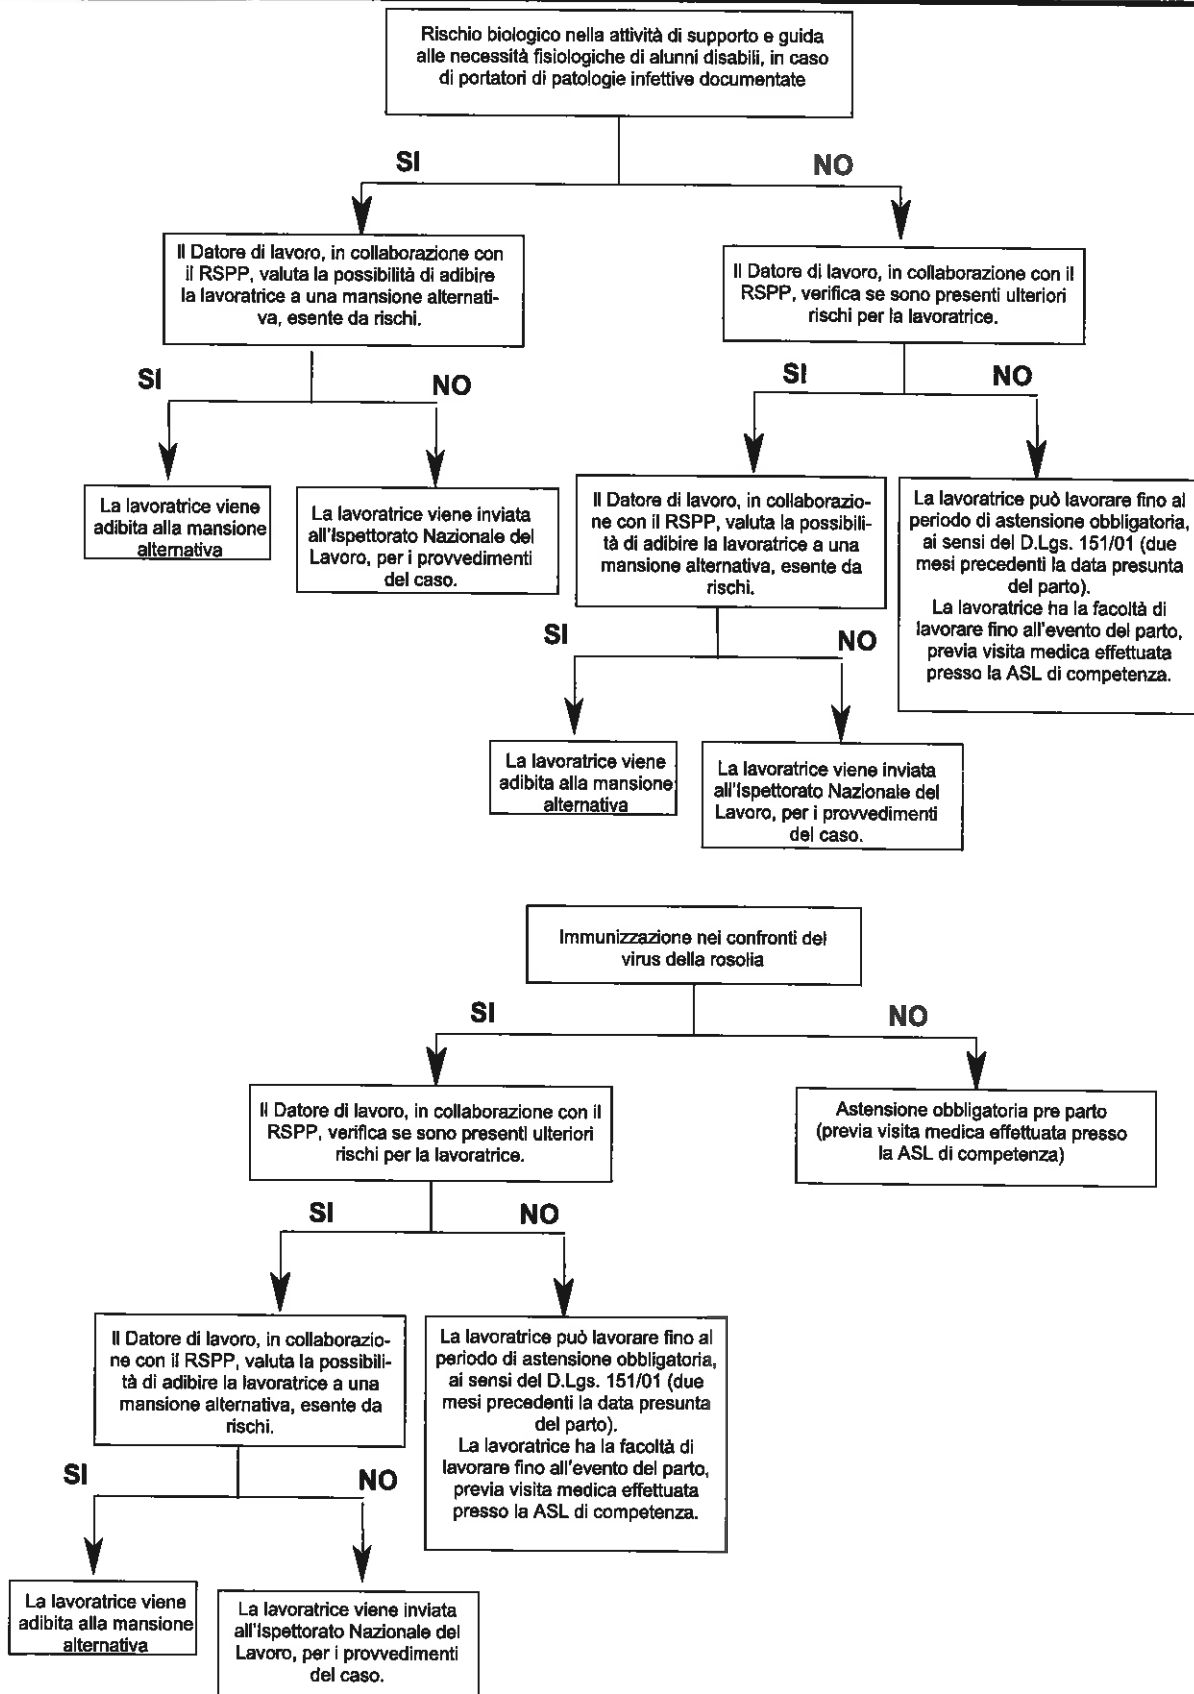 Rischio biologico nella attività di supporto e guida
alle necessità fisiologiche di alunni disabili, in caso
di portatori di patologie infettive documentate
SI
NO
Il Datore di lavoro, in collaborazione con
il RSPP, valuta la possibilità di adibire
la lavoratrice a una mansione alternati-
va, esente da rischi.
Il Datore di lavoro, in collaborazione con il
RSPP, verifica se sono presenti ulteriori
rischi per la lavoratrice.
SI
NO
SI
NO
La lavoratrice viene
adibita alla mansione
alternativa
La lavoratrice viene inviata
all'Ispettorato Nazionale del
Lavoro, per i provvedimenti
del caso.
Il Datore di lavoro, in collaborazio-
ne con il RSPP, valuta la possibili-
tà di adibire la lavoratrice a una
mansione alternativa, esente da
rischi.
La lavoratrice può lavorare fino al
periodo di astensione obbligatoria,
ai sensi del D.Lgs. 151/01 (due
mesi precedenti la data presunta
del parto).
La lavoratrice ha la facoltà di
lavorare fino all'evento del parto,
previa visita medica effettuata
presso la ASL di competenza.
SI
NO
La lavoratrice viene
adibita alla mansione
alternativa
La lavoratrice viene inviata
all'Ispettorato Nazionale del
Lavoro, per i provvedimenti
del caso.
Immunizzazione nei confronti del
virus della rosolia
SI
NO
Il Datore di lavoro, in collaborazione con il
RSPP, verifica se sono presenti ulteriori
rischi per la lavoratrice.
Astensione obbligatoria pre parto
(previa visita medica effettuata presso
la ASL di competenza)
SI
NO
Il Datore di lavoro, in collaborazio-
ne con il RSPP, valuta la possibili-
tà di adibire la lavoratrice a una
mansione alternativa, esente da
rischi.
La lavoratrice può lavorare fino al
periodo di astensione obbligatoria,
ai sensi del D.Lgs. 151/01 (due
mesi precedenti la data presunta
del parto).
La lavoratrice ha la facoltà di
lavorare fino all'evento del parto,
previa visita medica effettuata
presso la ASL di competenza.
SI
NO
La lavoratrice viene
adibita alla mansione
alternativa
La lavoratrice viene inviata
all'Ispettorato Nazionale del
Lavoro, per i provvedimenti
del caso.